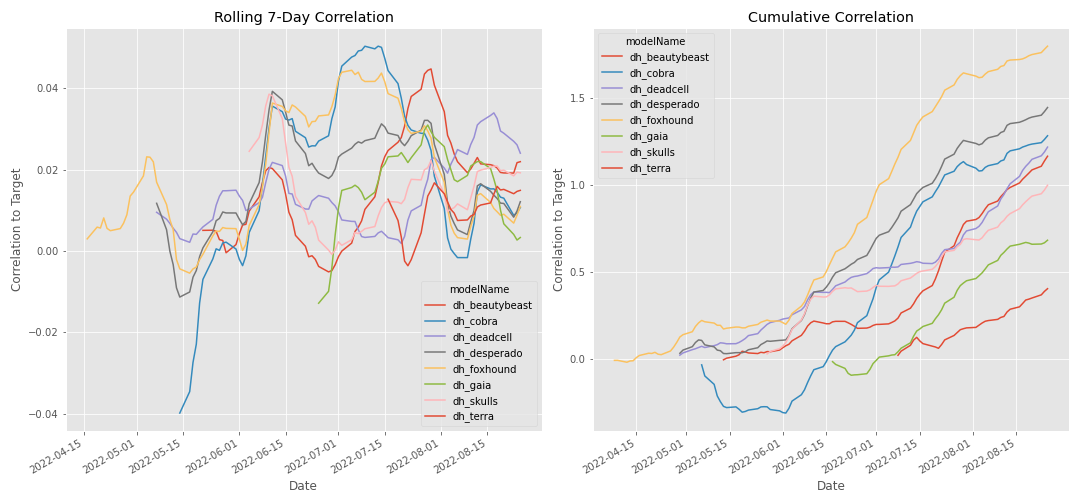 Rolling 7-Day Correlation
Correlation to Target
0.04
0.02
0.00
−0.02
−0.04
modelName
dh_beautybeast
dh_cobra
dh_deadcell
dh_desperado
dh_foxhound
dh_gaia
dh_skulls
dh_terra
2022-04-15
2022-05-01
2022-05-15
2022-06-01
2022-06-15
2022-07-01
2022-07-15
2022-08-01
2022-08-15
Date
Cumulative Correlation
Correlation to Target
1.5
1.0
0.5
0.0
modelName
dh_beautybeast
dh_cobra
dh_deadcell
dh_desperado
dh_foxhound
dh_gaia
dh_skulls
dh_terra
2022-04-15
2022-05-01
2022-05-15
2022-06-01
2022-06-15
2022-07-01
2022-07-15
2022-08-01
2022-08-15
Date